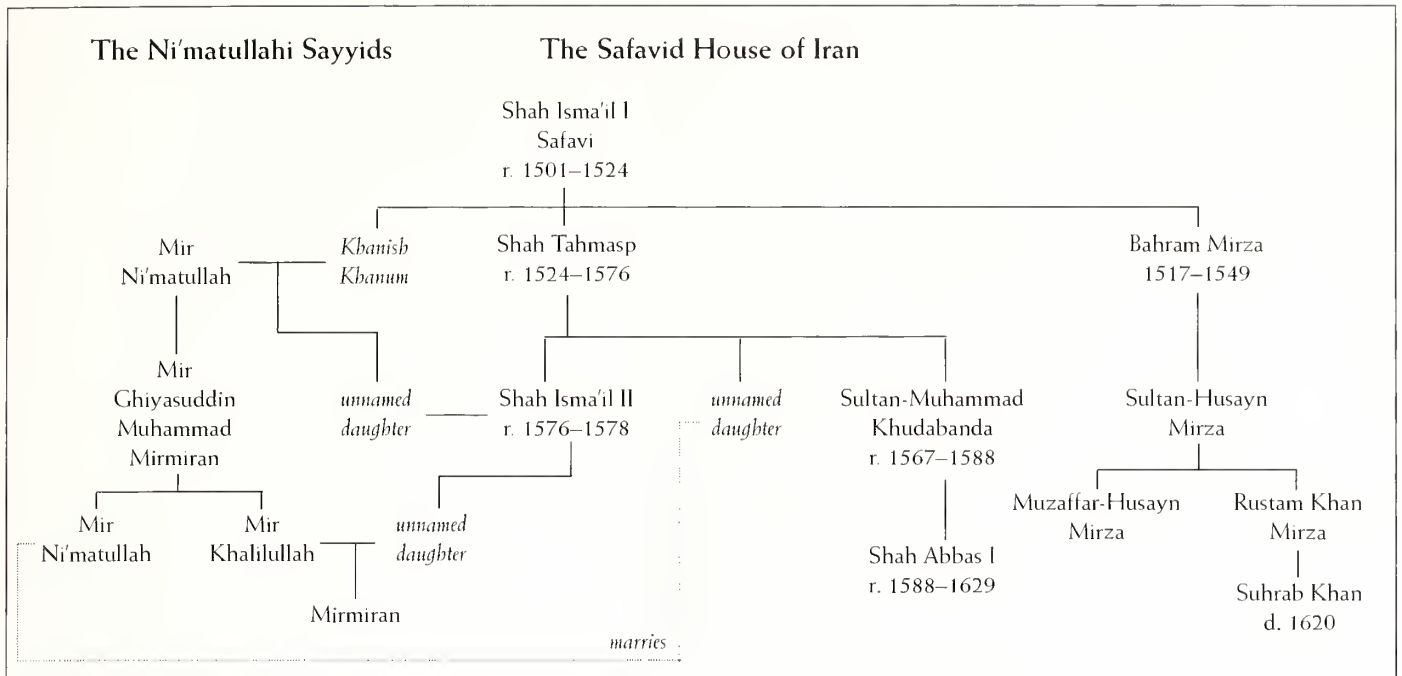 The Ni'matullahi Sayyids
The Safavid House of Iran
Shah Isma'il I
Safavi
r. 1501–1524
Mir
Ni'matullah
Khanish
Khanum
Shah Tahmasp
r. 1524–1576
Bahram Mirza
1517–1549
Mir
Ghiyasuddin
Muhammad
Mirmiran
unnamed
daughter
Shah Isma'il II
r. 1576–1578
unnamed
daughter
Sultan-Muhammad
Khudabanda
r. 1567–1588
Sultan-Husayn
Mirza
Mir
Ni'matullah
Mir
Khalilullah
unnamed
daughter
Shah Abbas I
r. 1588–1629
Muzaffar-Husayn
Mirza
Rustam Khan
Mirza
Mirmiran
Suhrab Khan
d. 1620
marries